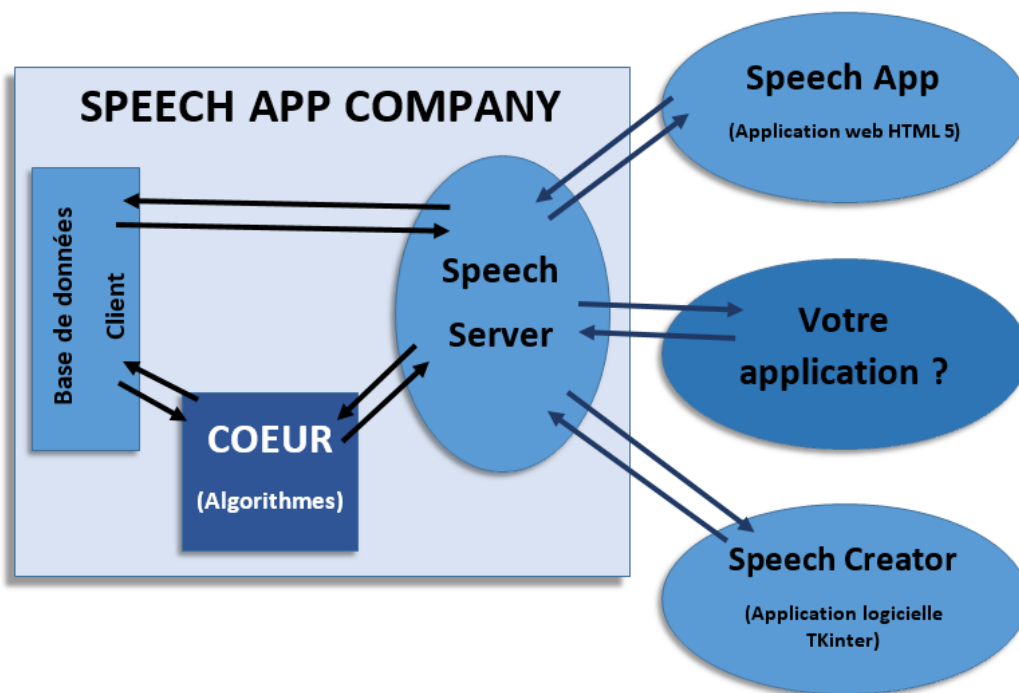 SPEECH APP COMPANY
Base de données
Client
COEUR
(Algorithmes)
Speech
Server
Speech App
(Application web HTML 5)
Votre
application ?
Speech Creator
(Application logicielle
TKinter)